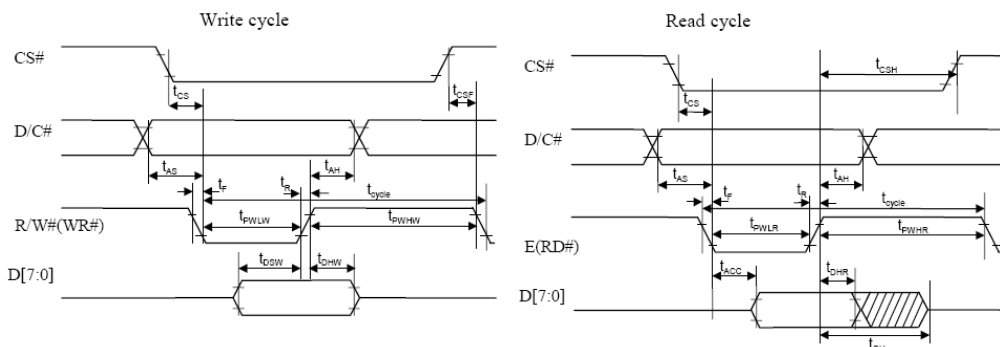 Write cycle
CS#
tCS
tCSF
D/C#
tAS
tF
tR
tAH
tcycle
R/W#(WR#)
tPWLW
tPWHW
tDSW
tDHW
D[7:0]
Read cycle
CS#
tCSH
tCS
D/C#
tAS
tF
tR
tAH
tcycle
E(RD#)
tPWLR
tPWHR
tACC
tDHR
D[7:0]